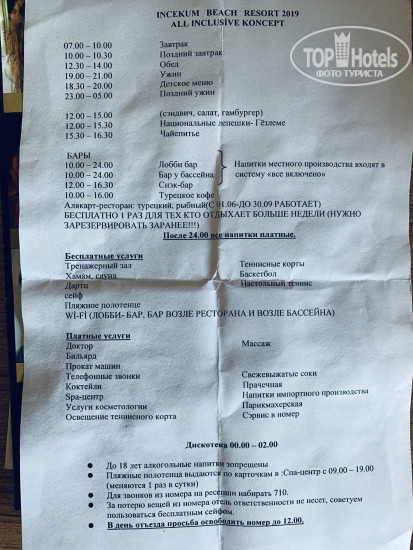 INCEKUM BEACH RESORT 2019
ALL INCLUSİVE KONCEPT
TOP Hotels
ФОТО ТУРИСТА
07.00 – 10.00 Завтрак
10.00 – 10.30 Поздний завтрак
12.30 – 14.00 Обед
19.00 – 21.00 Ужин
18.30 – 20.00 Детское меню
23.00 – 05.00 Поздний ужин
12.00 – 15.00 (сэндвич, салат, гамбургер)
12.00 – 15.30 Национальные лепешки- Гёзлеме
15.30 – 16.30 Чайепитье
БАРЫ
10.00 – 24.00 Лобби бар Напитки местного производства входят в
10.00 – 24.00 Бар у бассейна систему «все включено»
12.00 – 16.30 Снэк-бар
10.00 – 16.00 Турецкое кофе
Алякарт-ресторан: турецкий, рыбный(С 01.06-ДО 30.09 РАБОТАЕТ)
БЕСПЛАТНО 1 РАЗ ДЛЯ ТЕХ КТО ОТДЫХАЕТ БОЛЬШЕ НЕДЕЛИ (НУЖНО
ЗАРЕЗЕРВИРОВАТЬ ЗАРАНЕЕ!!!)
После 24.00 все напитки платные.
Бесплатные услуги
Тренажерный зал Теннисные корты
Хамам, сауна Баскетбол
Дартц Настольный теннис
сейф
Пляжное полотенце
Wİ-Fİ (ЛОББИ- БАР, БАР ВОЗЛЕ РЕСТОРАНА И ВОЗЛЕ БАССЕЙНА)
Платные услуги
Доктор Массаж
Бильярд
Прокат машин
Телефонные звонки Свежевыжатые соки
Коктейли Прачечная
Spa-центр Напитки импортного производства
Услуги косметологии Парикмахерская
Освещение теннисного корта Сэрвис в номер
Дискотека 00.00 – 02.00
● До 18 лет алкогольные напитки зопрещены
● Пляжные полотенца выдаются по карточкам в :Спа-центр с 09.00 – 19.00
(меняются 1 раз в сутки)
● Для звонков из номера на ресепшн набирать 710.
● За потерю вещей из номера отель ответственности не несет, советуем
пользоваться бесплатным сейфом.
● В день отъезда просьба освободить номер до 12.00.